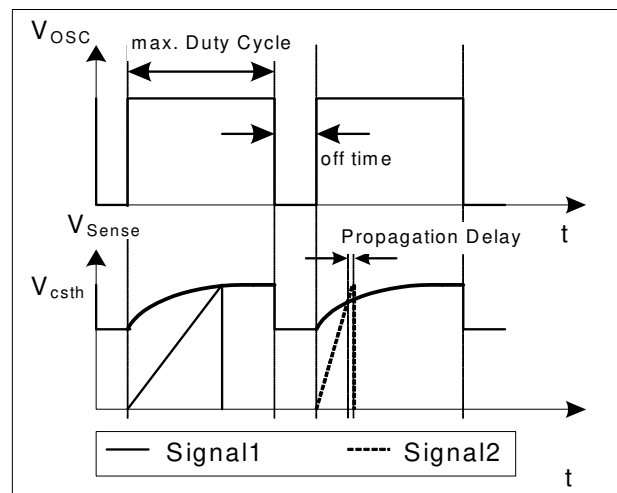 VOSC
max. Duty Cycle
off time
t
VSense
Propagation Delay
Vcsth
Signal1
Signal2
t